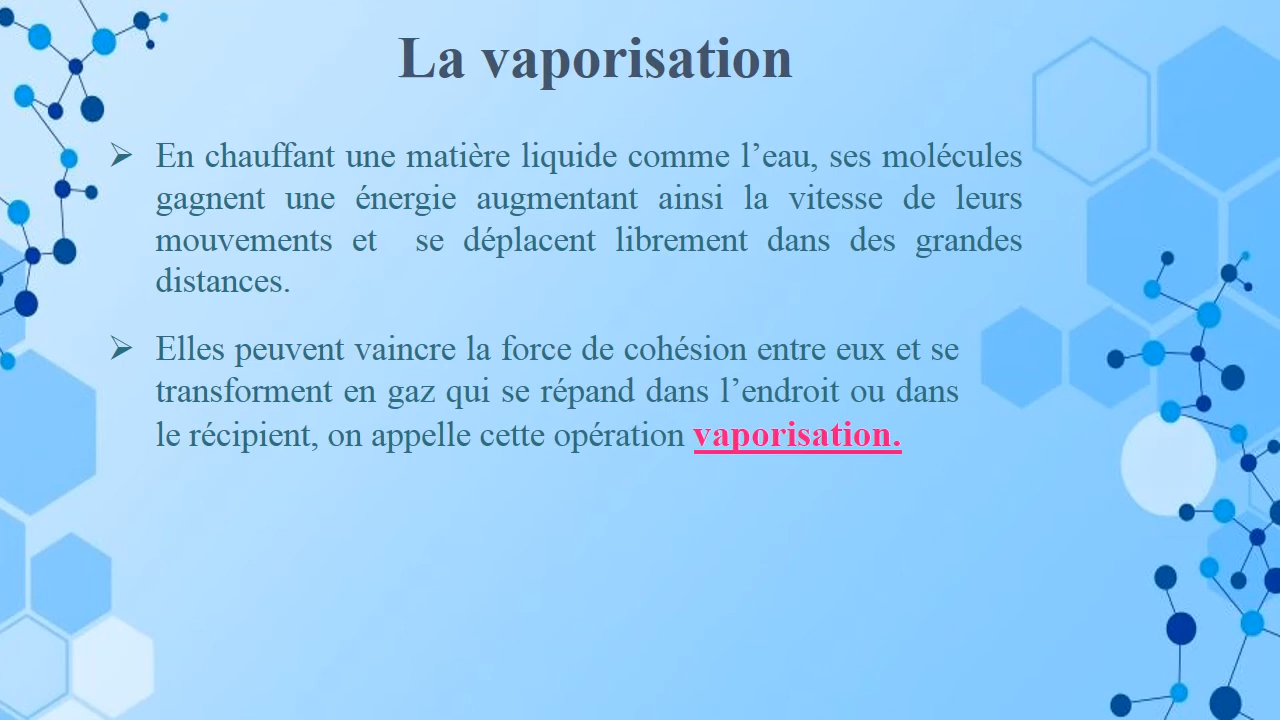 La vaporisation
➢ En chauffant une matière liquide comme l’eau, ses molécules
gagnent une énergie augmentant ainsi la vitesse de leurs
mouvements et se déplacent librement dans des grandes
distances.
➢ Elles peuvent vaincre la force de cohésion entre eux et se
transforment en gaz qui se répand dans l’endroit ou dans
le récipient, on appelle cette opération vaporisation.